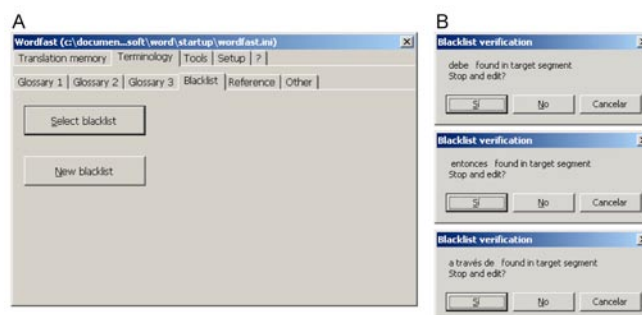 A
Wordfast (c:\documen...soft\word\startup\wordfast.ini)
Translation memory Terminology Tools Setup ?
Glossary 1 Glossary 2 Glossary 3 Blacklist Reference Other
Select blacklist
New blacklist
B
Blacklist verification
debe found in target segment
Stop and edit?
Sí No Cancelar
Blacklist verification
entonces found in target segment
Stop and edit?
Sí No Cancelar
Blacklist verification
a través de found in target segment
Stop and edit?
Sí No Cancelar